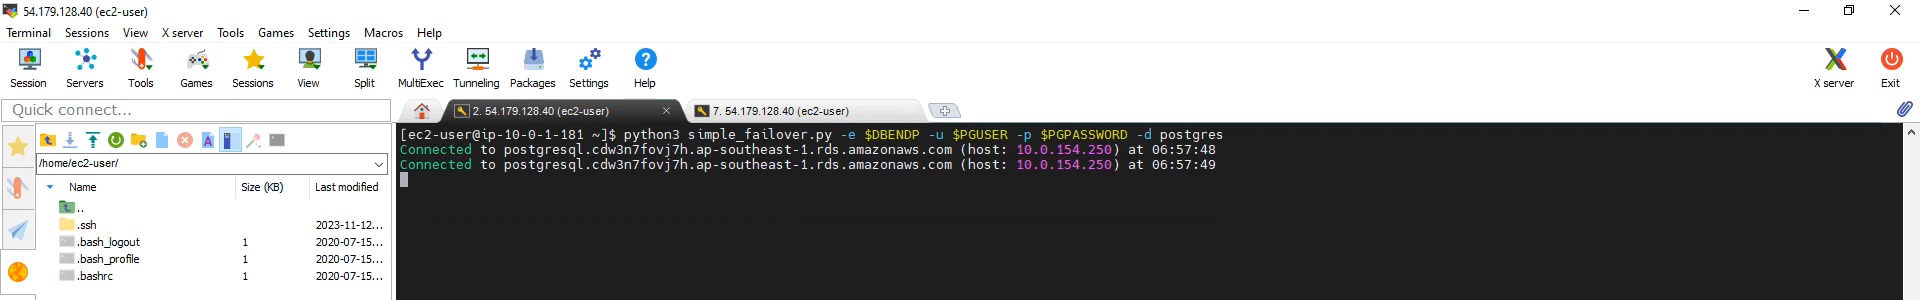 54.179.128.40 (ec2-user)
Terminal Sessions View X server Tools Games Settings Macros Help
Session Servers Tools Games Sessions View Split MultiExec Tunneling Packages Settings Help X server Exit
Quick connect...
2. 54.179.128.40 (ec2-user)
7. 54.179.128.40 (ec2-user)
/home/ec2-user/
Name Size (KB) Last modified
..
.ssh 2023-11-12...
.bash_logout 1 2020-07-15...
.bash_profile 1 2020-07-15...
.bashrc 1 2020-07-15...
[ec2-user@ip-10-0-1-181 ~]$ python3 simple_failover.py -e $DBENDP -u $PGUSER -p $PGPASSWORD -d postgres
Connected to postgresql.cdw3n7fovj7h.ap-southeast-1.rds.amazonaws.com (host: 10.0.154.250) at 06:57:48
Connected to postgresql.cdw3n7fovj7h.ap-southeast-1.rds.amazonaws.com (host: 10.0.154.250) at 06:57:49